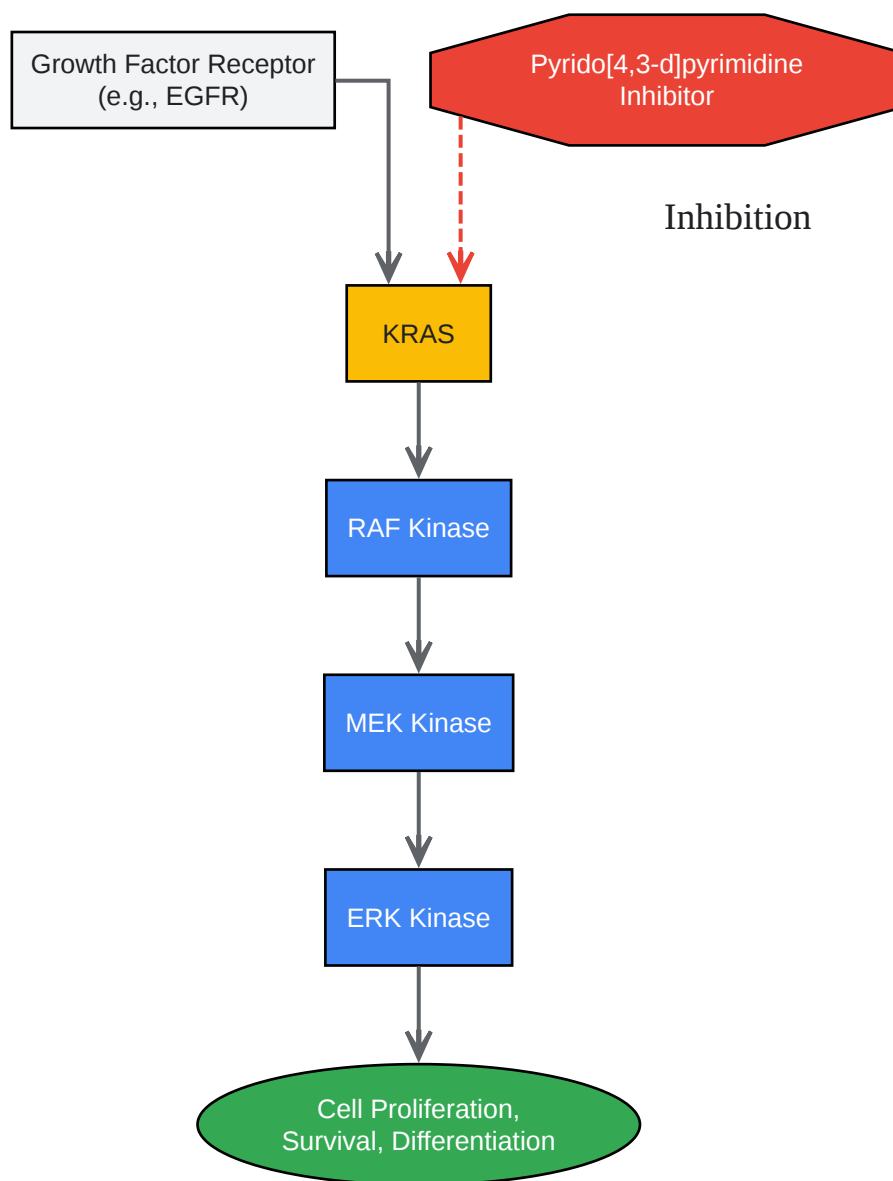 Growth Factor Receptor
(e.g., EGFR)
Pyrido[4,3-d]pyrimidine
Inhibitor
Inhibition
KRAS
RAF Kinase
MEK Kinase
ERK Kinase
Cell Proliferation,
Survival, Differentiation